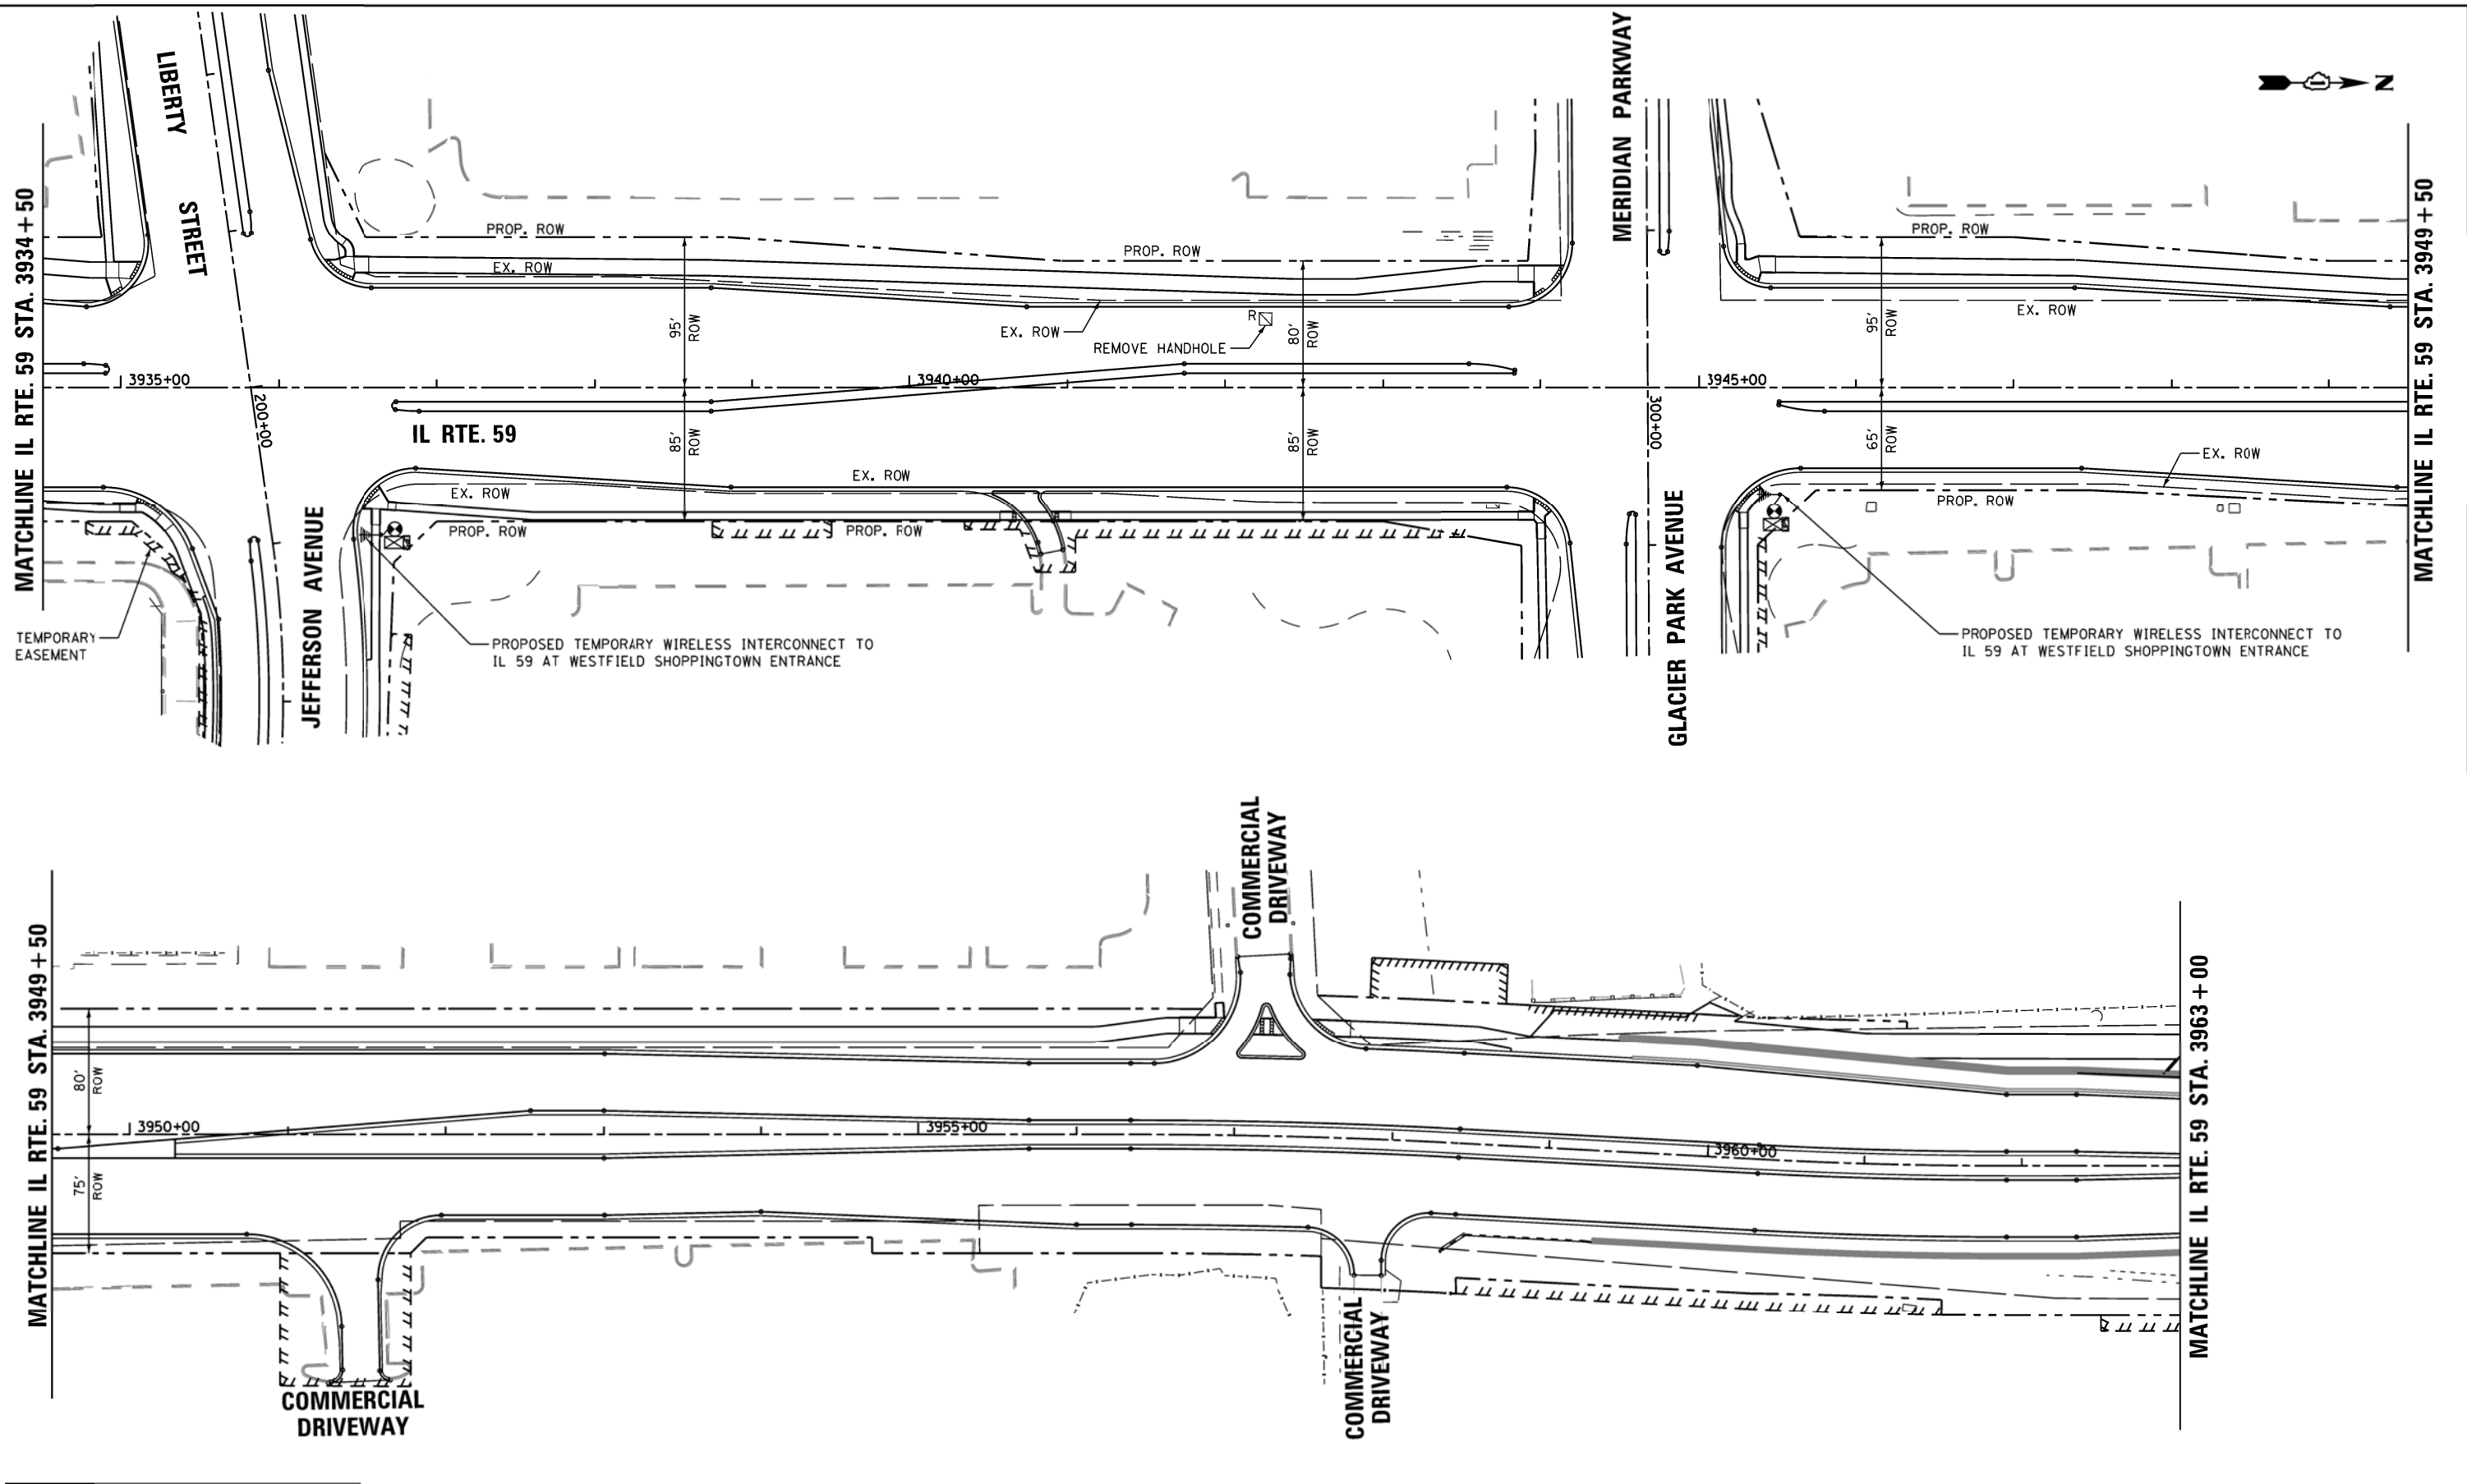 LIBERTY
STREET
MERIDIAN PARKWAY
N
MATCHLINE IL RTE. 59 STA. 3934+50
MATCHLINE IL RTE. 59 STA. 3949+50
PROP. ROW
PROP. ROW
PROP. ROW
EX. ROW
EX. ROW
EX. ROW
95'
ROW
R
REMOVE HANDHOLE
80'
ROW
95'
ROW
3935+00
3940+00
3945+00
200+00
300+00
IL RTE. 59
85'
ROW
85'
ROW
65'
ROW
EX. ROW
EX. ROW
EX. ROW
PROP. ROW
PROP. ROW
PROP. ROW
JEFFERSON AVENUE
GLACIER PARK AVENUE
TEMPORARY
EASEMENT
PROPOSED TEMPORARY WIRELESS INTERCONNECT TO
IL 59 AT WESTFIELD SHOPPINGTOWN ENTRANCE
PROPOSED TEMPORARY WIRELESS INTERCONNECT TO
IL 59 AT WESTFIELD SHOPPINGTOWN ENTRANCE
COMMERCIAL
DRIVEWAY
MATCHLINE IL RTE. 59 STA. 3949+50
MATCHLINE IL RTE. 59 STA. 3963+00
80'
ROW
3950+00
3955+00
3960+00
75'
ROW
COMMERCIAL
DRIVEWAY
COMMERCIAL
DRIVEWAY